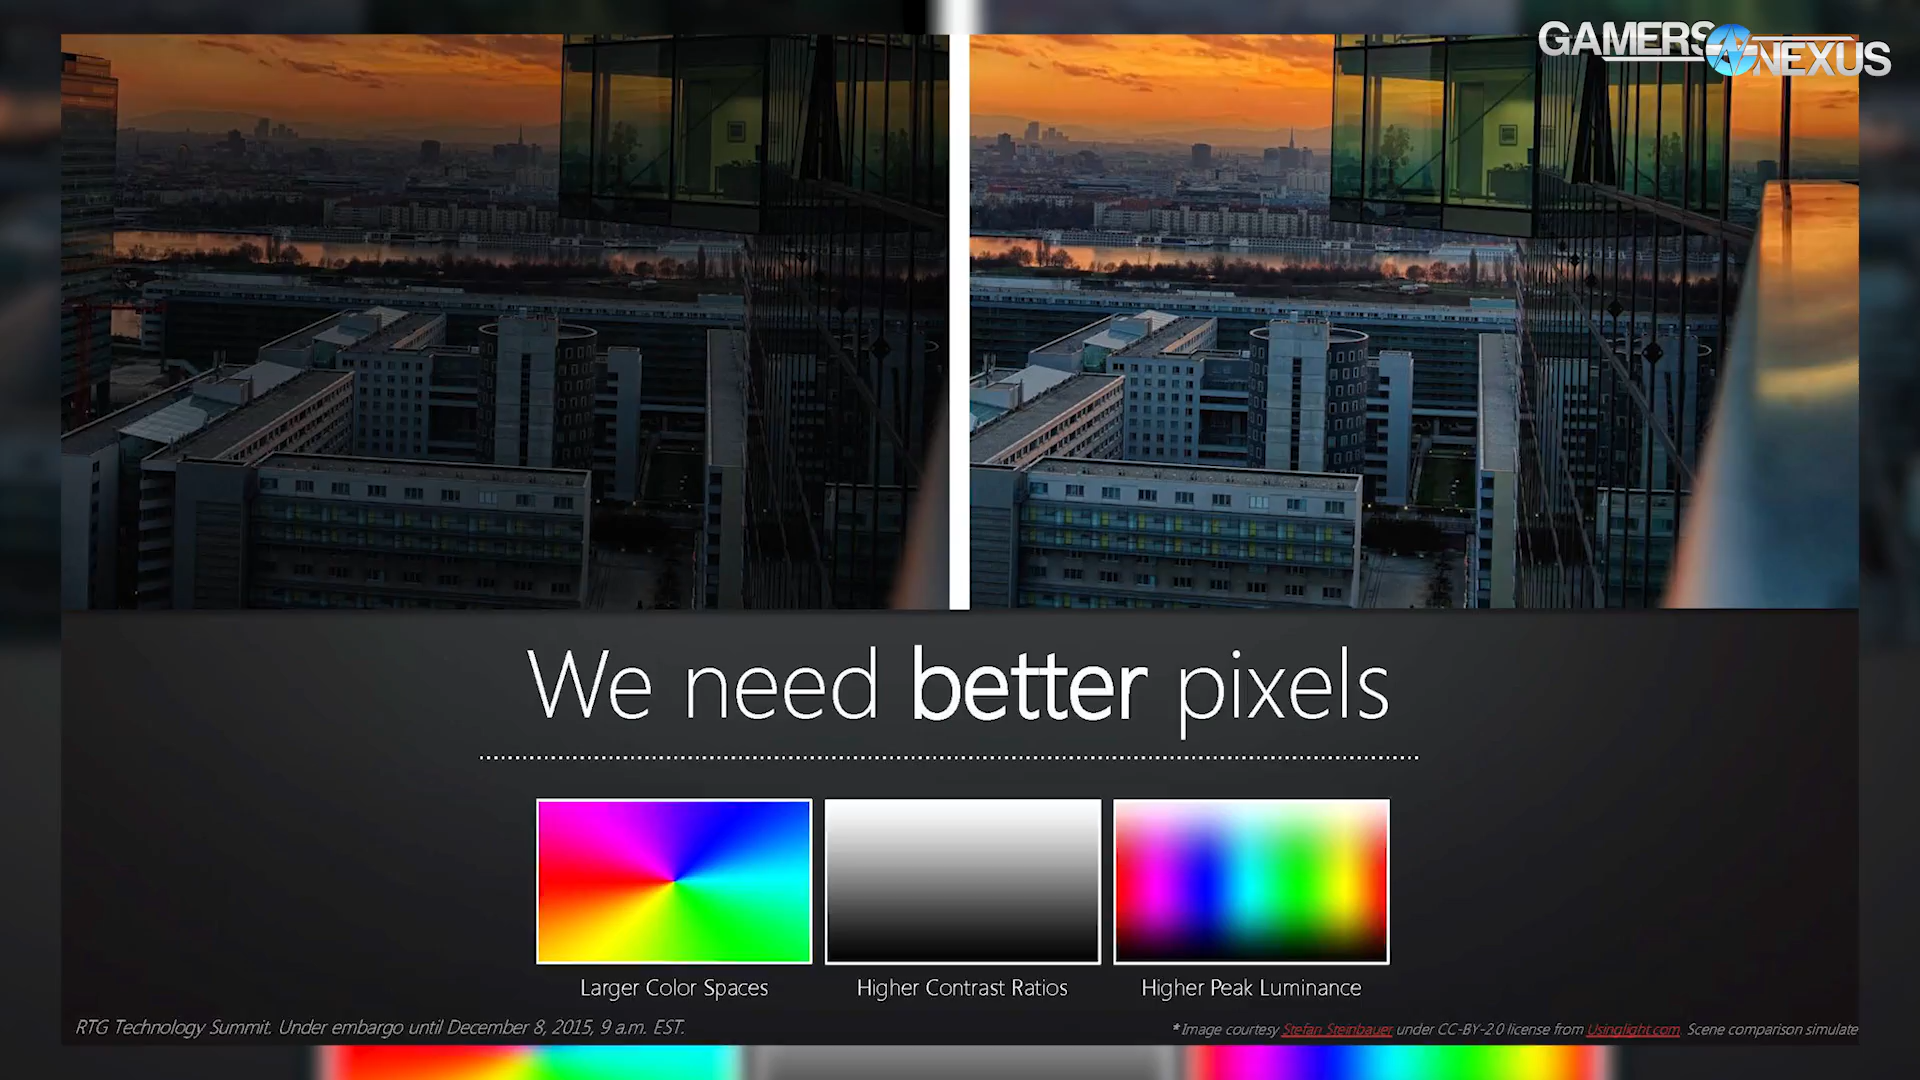 GAMERS NEXUS
We need better pixels
Larger Color Spaces
Higher Contrast Ratios
Higher Peak Luminance
RTG Technology Summit. Under embargo until December 8, 2015, 9 a.m. EST.
* Image courtesy Stefan Steinbauer under CC-BY-2.0 license from Usinglight.com. Scene comparison simulate